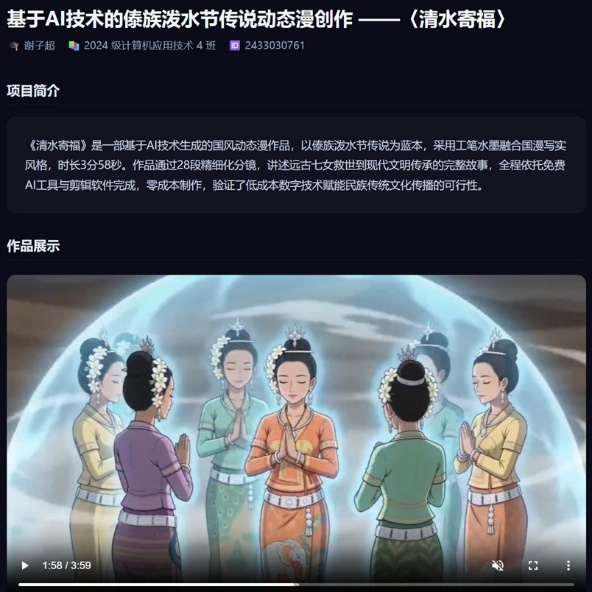 基于AI技术的傣族泼水节传说动态漫创作 ——〈清水寄福〉
谢子超 2024 级计算机应用技术 4 班 ID 2433030761
项目简介
《清水寄福》是一部基于AI技术生成的国风动态漫作品，以傣族泼水节传说为蓝本，采用工笔水墨融合国漫写实
风格，时长3分58秒。作品通过28段精细化分镜，讲述远古七女救世到现代文明传承的完整故事，全程依托免费
AI工具与剪辑软件完成，零成本制作，验证了低成本数字技术赋能民族传统文化传播的可行性。
作品展示
1:58 / 3:59